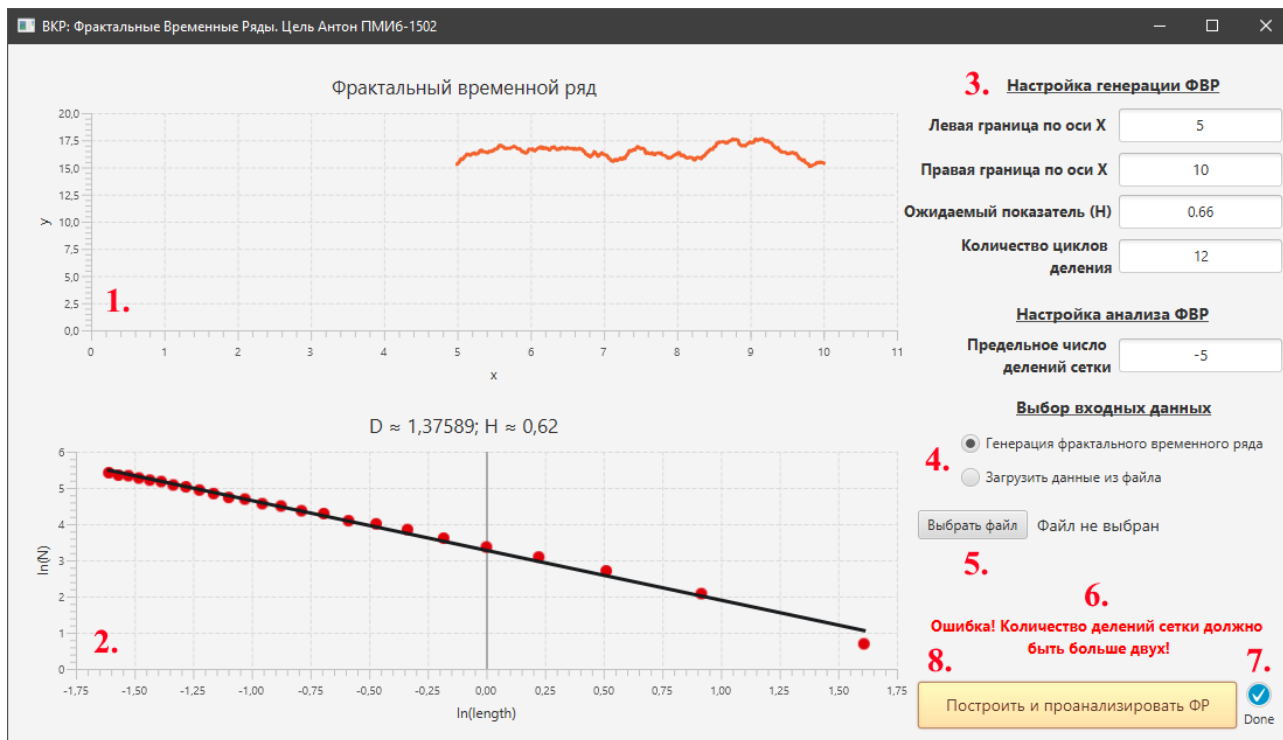 ВКР: Фрактальные Временные Ряды. Цель Антон ПМИб-1502
Фрактальный временной ряд
20,0
17,5
15,0
12,5
10,0
7,5
5,0
2,5
0,0
y
1.
0 1 2 3 4 5 6 7 8 9 10 11
x
D ≈ 1,37589; H ≈ 0,62
6
5
4
3
2
1
0
ln(N)
2.
-1,75 -1,50 -1,25 -1,00 -0,75 -0,50 -0,25 0,00 0,25 0,50 0,75 1,00 1,25 1,50 1,75
ln(length)
3. Настройка генерации ФВР
Левая граница по оси X 5
Правая граница по оси X 10
Ожидаемый показатель (H) 0.66
Количество циклов
деления 12
Настройка анализа ФВР
Предельное число
делений сетки -5
Выбор входных данных
4.
Генерация фрактального временного ряда
Загрузить данные из файла
Выбрать файл Файл не выбран
5.
6.
Ошибка! Количество делений сетки должно
быть больше двух!
8. 7.
Построить и проанализировать ФР
Done